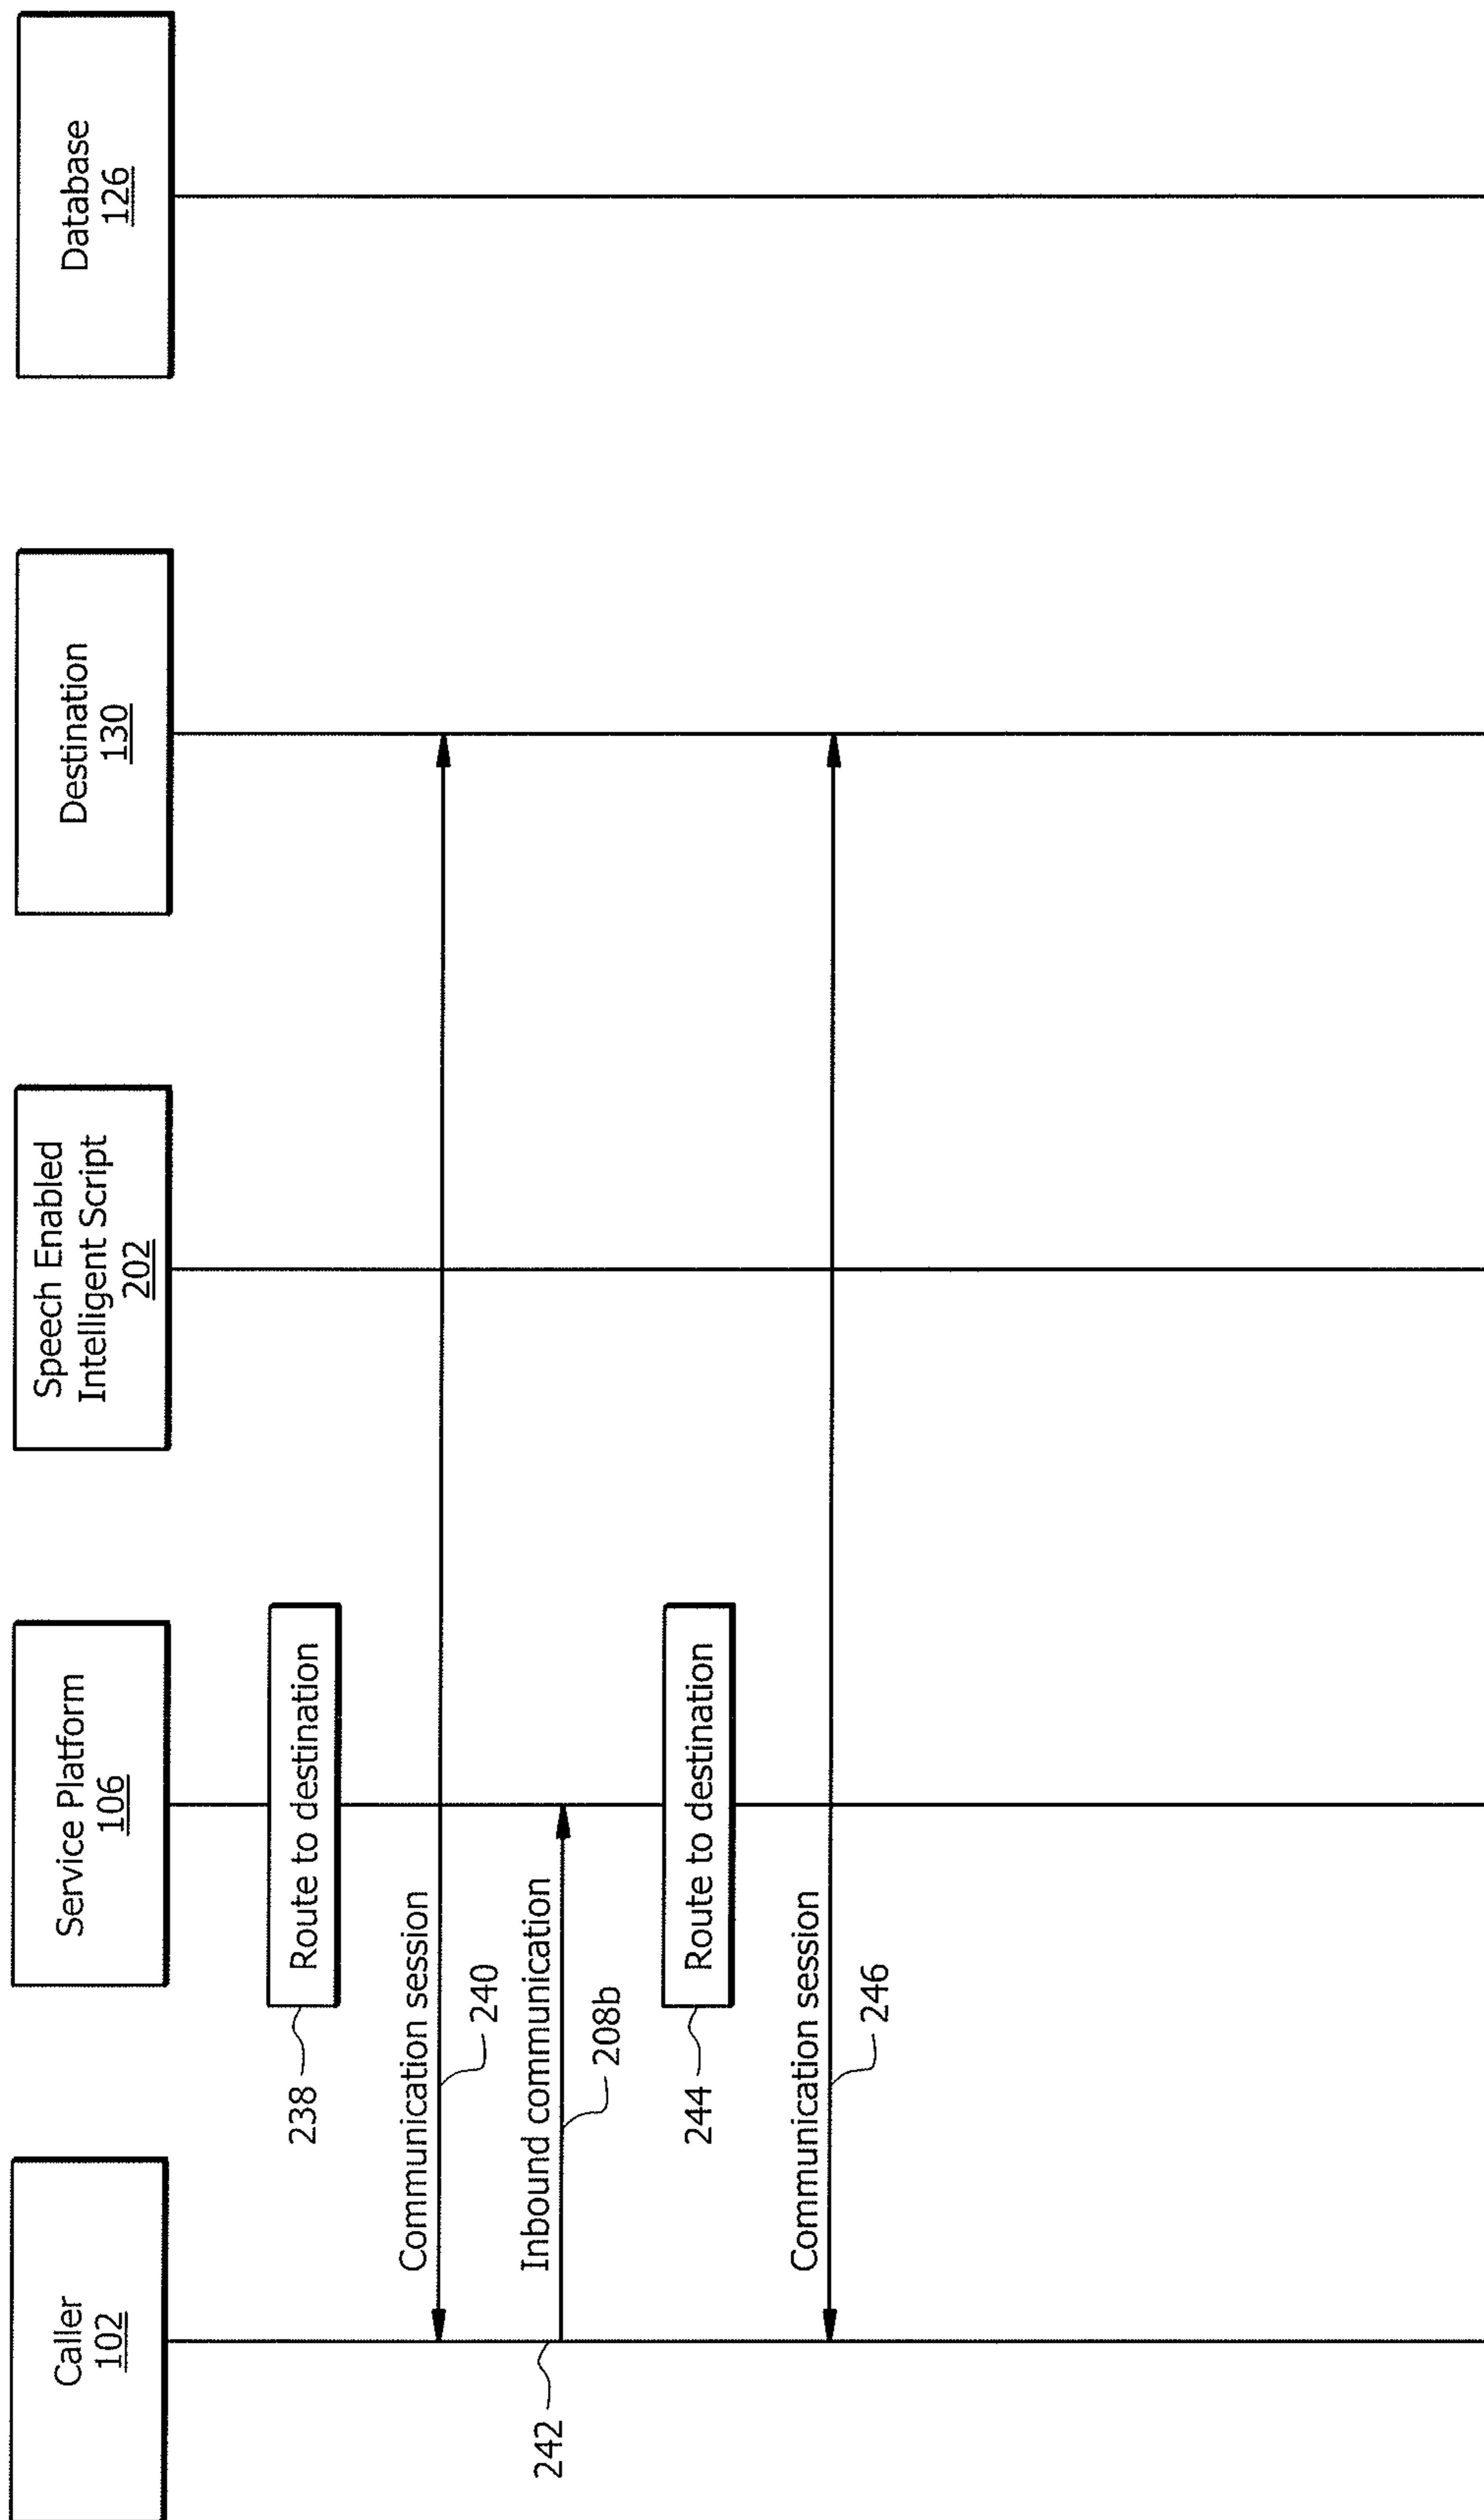 Caller
102
Service Platform
106
Speech Enabled
Intelligent Script
202
Destination
130
Database
126
238
Route to destination
Communication session
240
Inbound communication
242
208b
244
Route to destination
Communication session
246